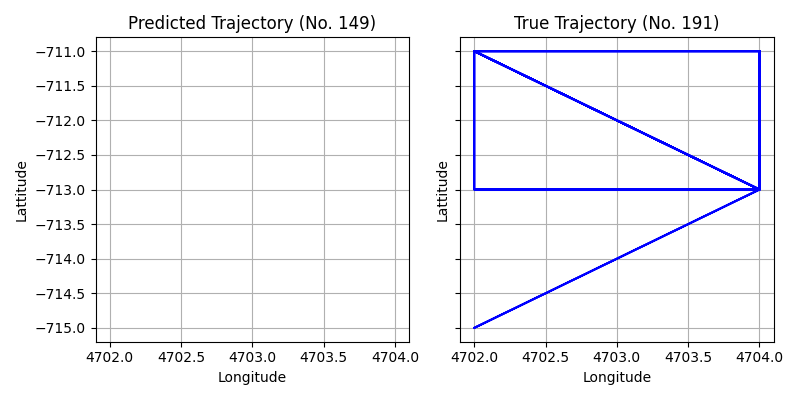 Predicted Trajectory (No. 149)
True Trajectory (No. 191)
−711.0
−711.5
−712.0
−712.5
−713.0
−713.5
−714.0
−714.5
−715.0
Lattitude
Lattitude
4702.0 4702.5 4703.0 4703.5 4704.0
4702.0 4702.5 4703.0 4703.5 4704.0
Longitude
Longitude